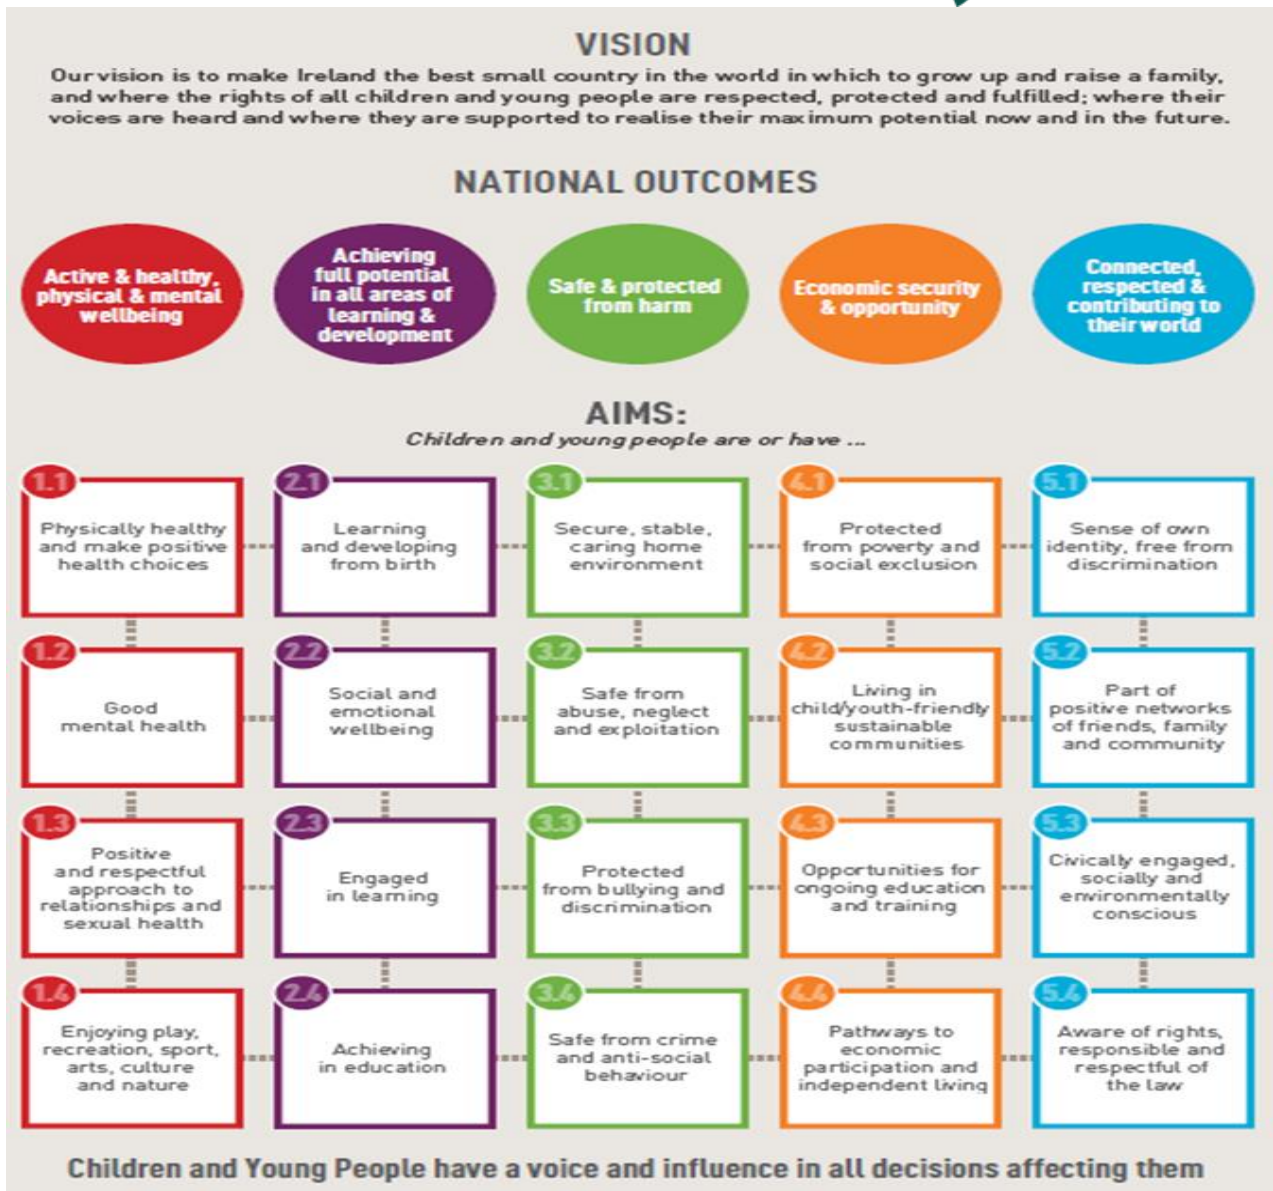 VISION
Our vision is to make Ireland the best small country in the world in which to grow up and raise a family,
and where the rights of all children and young people are respected, protected and fulfilled; where their
voices are heard and where they are supported to realise their maximum potential now and in the future.
NATIONAL OUTCOMES
Active & healthy,
physical & mental
wellbeing
Achieving
full potential
in all areas of
learning &
development
Safe & protected
from harm
Economic security
& opportunity
Connected,
respected &
contributing to
their world
AIMS:
Children and young people are or have ...
1.1
Physically healthy
and make positive
health choices
2.1
Learning
and developing
from birth
3.1
Secure, stable,
caring home
environment
4.1
Protected
from poverty and
social exclusion
5.1
Sense of own
identity, free from
discrimination
1.2
Good
mental health
2.2
Social and
emotional
wellbeing
3.2
Safe from
abuse, neglect
and exploitation
4.2
Living in
child/youth-friendly
sustainable
communities
5.2
Part of
positive networks
of friends, family
and community
1.3
Positive
and respectful
approach to
relationships and
sexual health
2.3
Engaged
in learning
3.3
Protected
from bullying and
discrimination
4.3
Opportunities for
ongoing education
and training
5.3
Civically engaged,
socially and
environmentally
conscious
1.4
Enjoying play,
recreation, sport,
arts, culture
and nature
2.4
Achieving
in education
3.4
Safe from crime
and anti-social
behaviour
4.4
Pathways to
economic
participation and
independent living
5.4
Aware of rights,
responsible and
respectful of
the law
Children and Young People have a voice and influence in all decisions affecting them